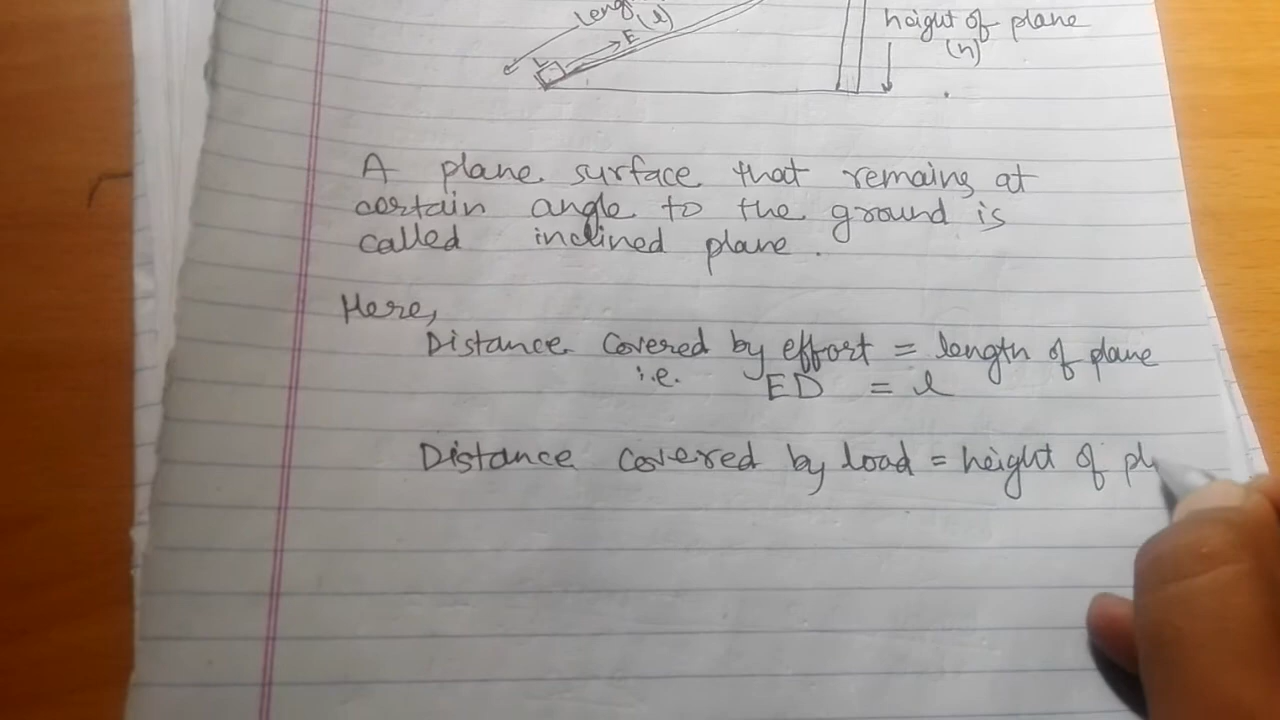 leng (l)
E
height of plane
(h)
A plane surface that remains at
certain angle to the ground is
called inclined plane.
Here,
Distance covered by effort = length of plane
i.e. ED = l
Distance covered by load = height of pl